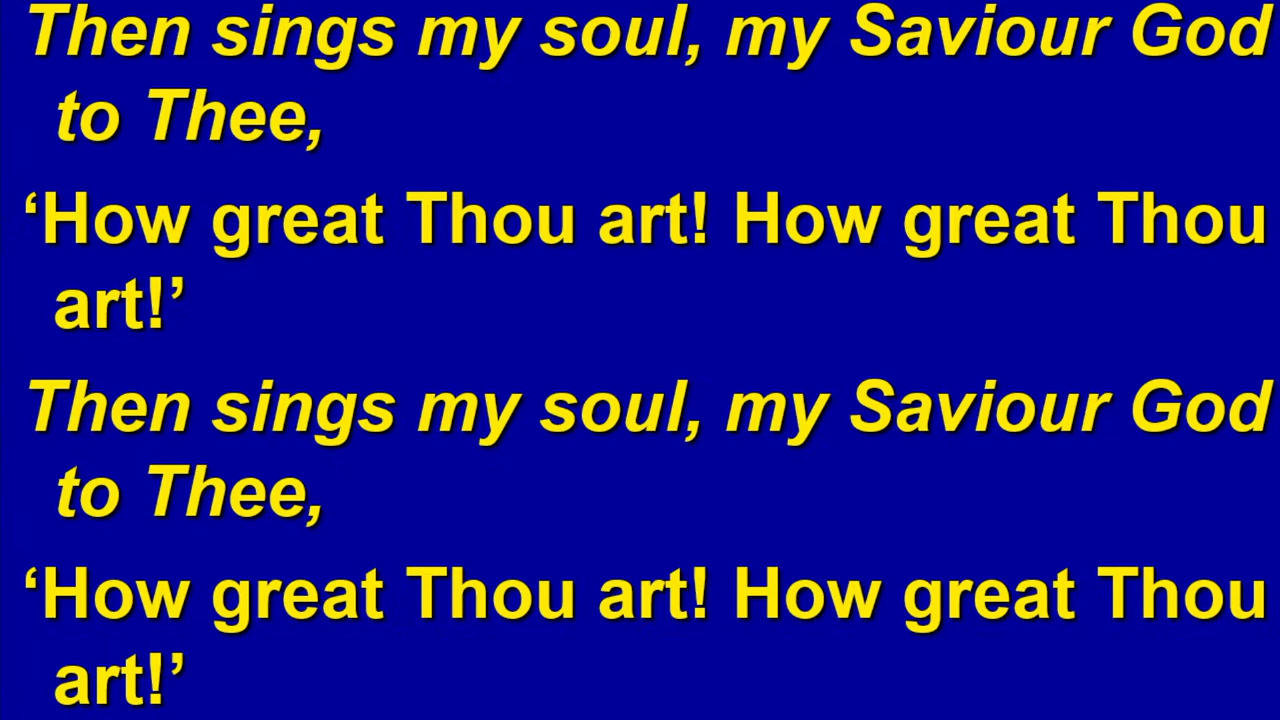 Then sings my soul, my Saviour God
to Thee,
‘How great Thou art! How great Thou
art!’
Then sings my soul, my Saviour God
to Thee,
‘How great Thou art! How great Thou
art!’